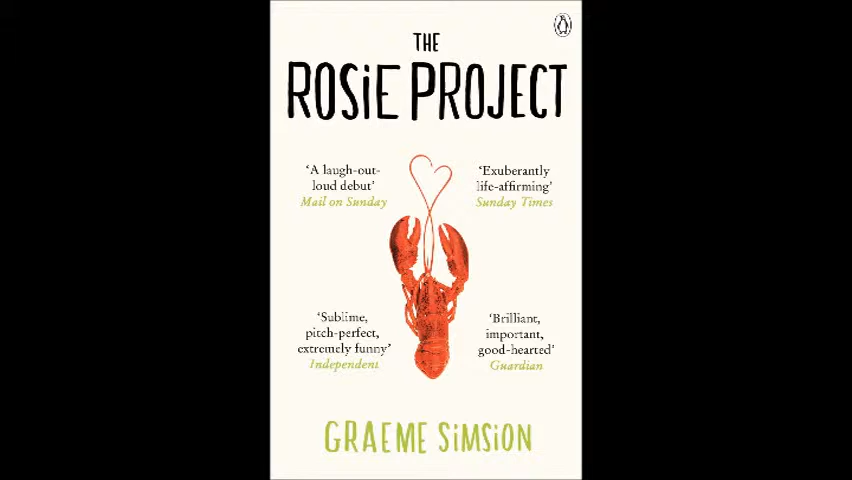 THE
ROSiE PROJECT
‘A laugh-out-
loud debut’
Mail on Sunday
‘Exuberantly
life-affirming’
Sunday Times
‘Sublime,
pitch-perfect,
extremely funny’
Independent
‘Brilliant,
important,
good-hearted’
Guardian
GRAEME SiMSiON